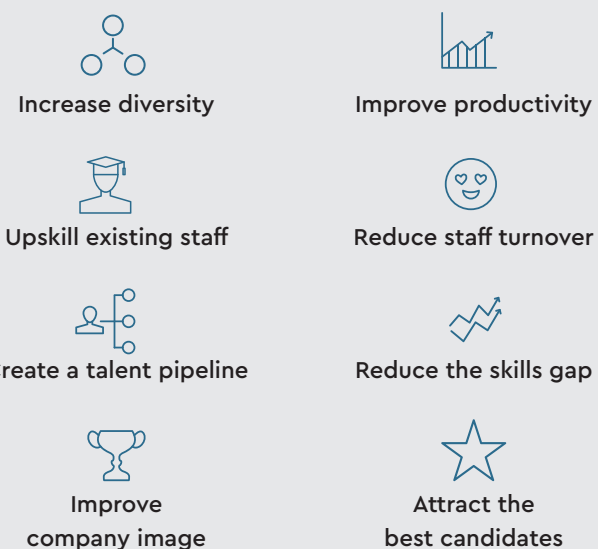 Increase diversity
Improve productivity
Upskill existing staff
Reduce staff turnover
reate a talent pipeline
Reduce the skills gap
Improve
company image
Attract the
best candidates